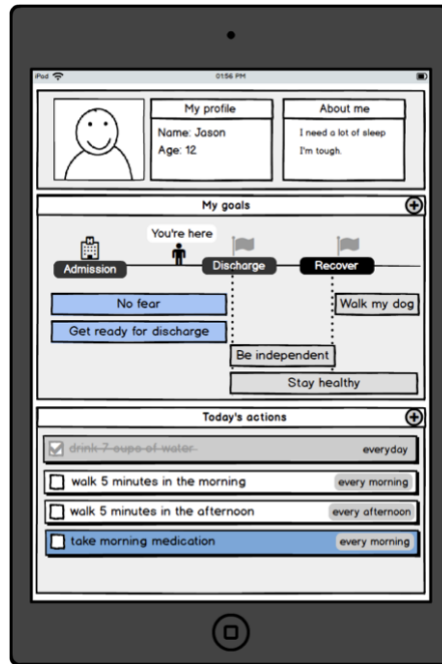 iPad
01:56 PM
My profile
Name: Jason
Age: 12
About me
I need a lot of sleep
I'm tough.
My goals
You're here
Admission
Discharge
Recover
No fear
Walk my dog
Get ready for discharge
Be independent
Stay healthy
Today's actions
drink 7 cups of water
everyday
walk 5 minutes in the morning
every morning
walk 5 minutes in the afternoon
every afternoon
take morning medication
every morning